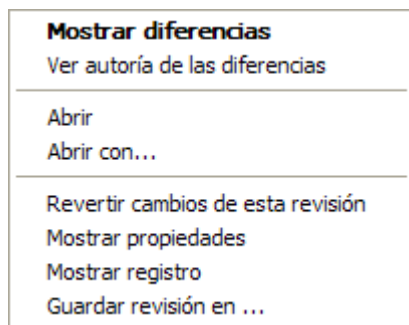 Mostrar diferencias
Ver autoría de las diferencias
Abrir
Abrir con...
Revertir cambios de esta revisión
Mostrar propiedades
Mostrar registro
Guardar revisión en ...